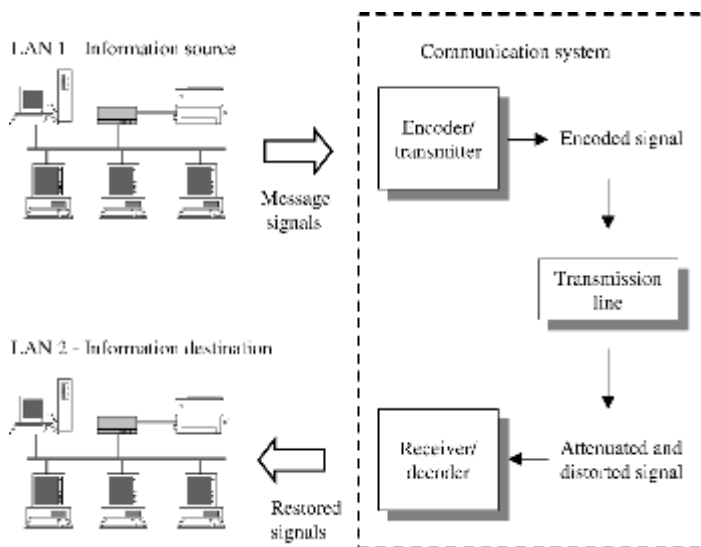 LAN 1 Information source
Communication system
Encoder/
transmitter
Encoded signal
Message
signals
Transmission
line
LAN 2 - Information destination
Receiver/
decoder
Attenuated and
distorted signal
Restored
signals